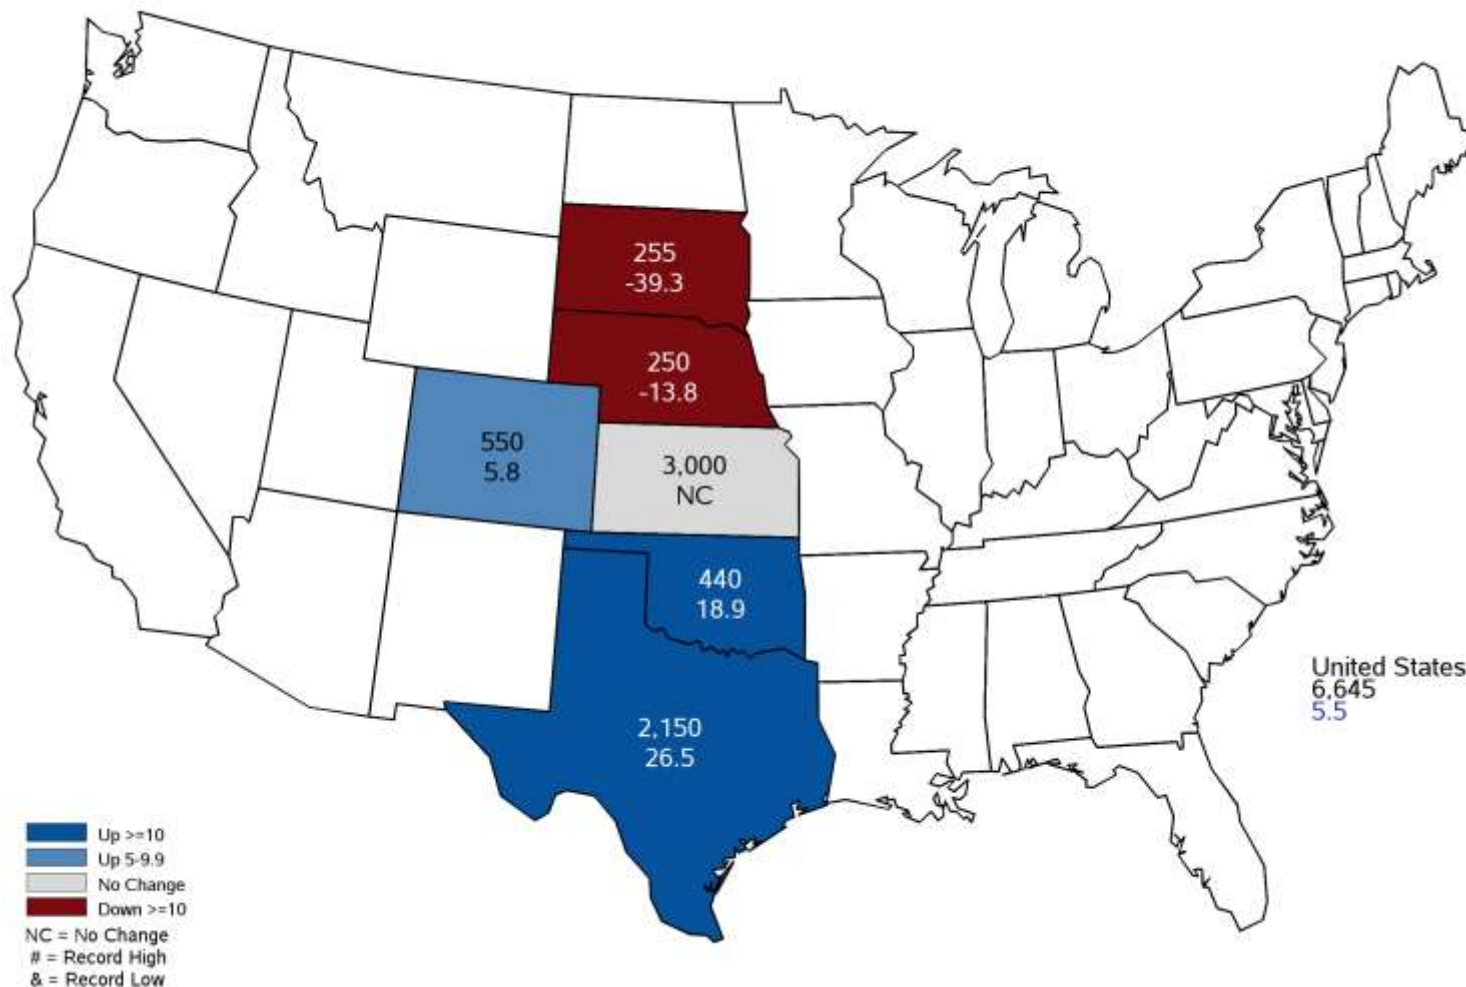 255
-39.3
250
-13.8
550
5.8
3,000
NC
440
18.9
2,150
26.5
United States
6,645
5.5
Up >=10
Up 5-9.9
No Change
Down >=10
NC = No Change
# = Record High
& = Record Low